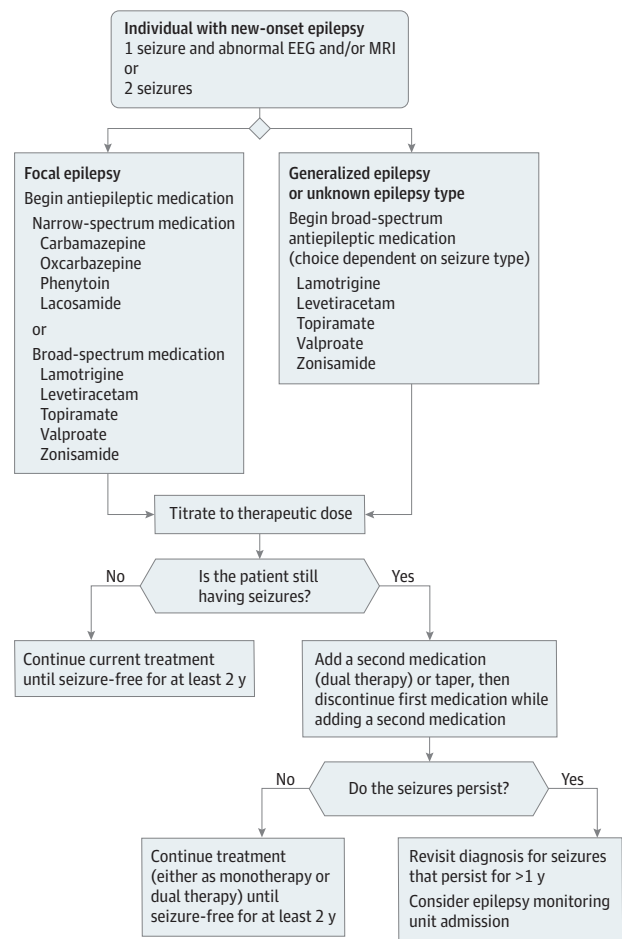 Individual with new-onset epilepsy
1 seizure and abnormal EEG and/or MRI
or
2 seizures
Focal epilepsy
Begin antiepileptic medication
Narrow-spectrum medication
Carbamazepine
Oxcarbazepine
Phenytoin
Lacosamide
or
Broad-spectrum medication
Lamotrigine
Levetiracetam
Topiramate
Valproate
Zonisamide
Generalized epilepsy
or unknown epilepsy type
Begin broad-spectrum
antiepileptic medication
(choice dependent on seizure type)
Lamotrigine
Levetiracetam
Topiramate
Valproate
Zonisamide
Titrate to therapeutic dose
Is the patient still
having seizures?
No
Yes
Continue current treatment
until seizure-free for at least 2 y
Add a second medication
(dual therapy) or taper, then
discontinue first medication while
adding a second medication
Do the seizures persist?
No
Yes
Continue treatment
(either as monotherapy or
dual therapy) until
seizure-free for at least 2 y
Revisit diagnosis for seizures
that persist for >1 y
Consider epilepsy monitoring
unit admission